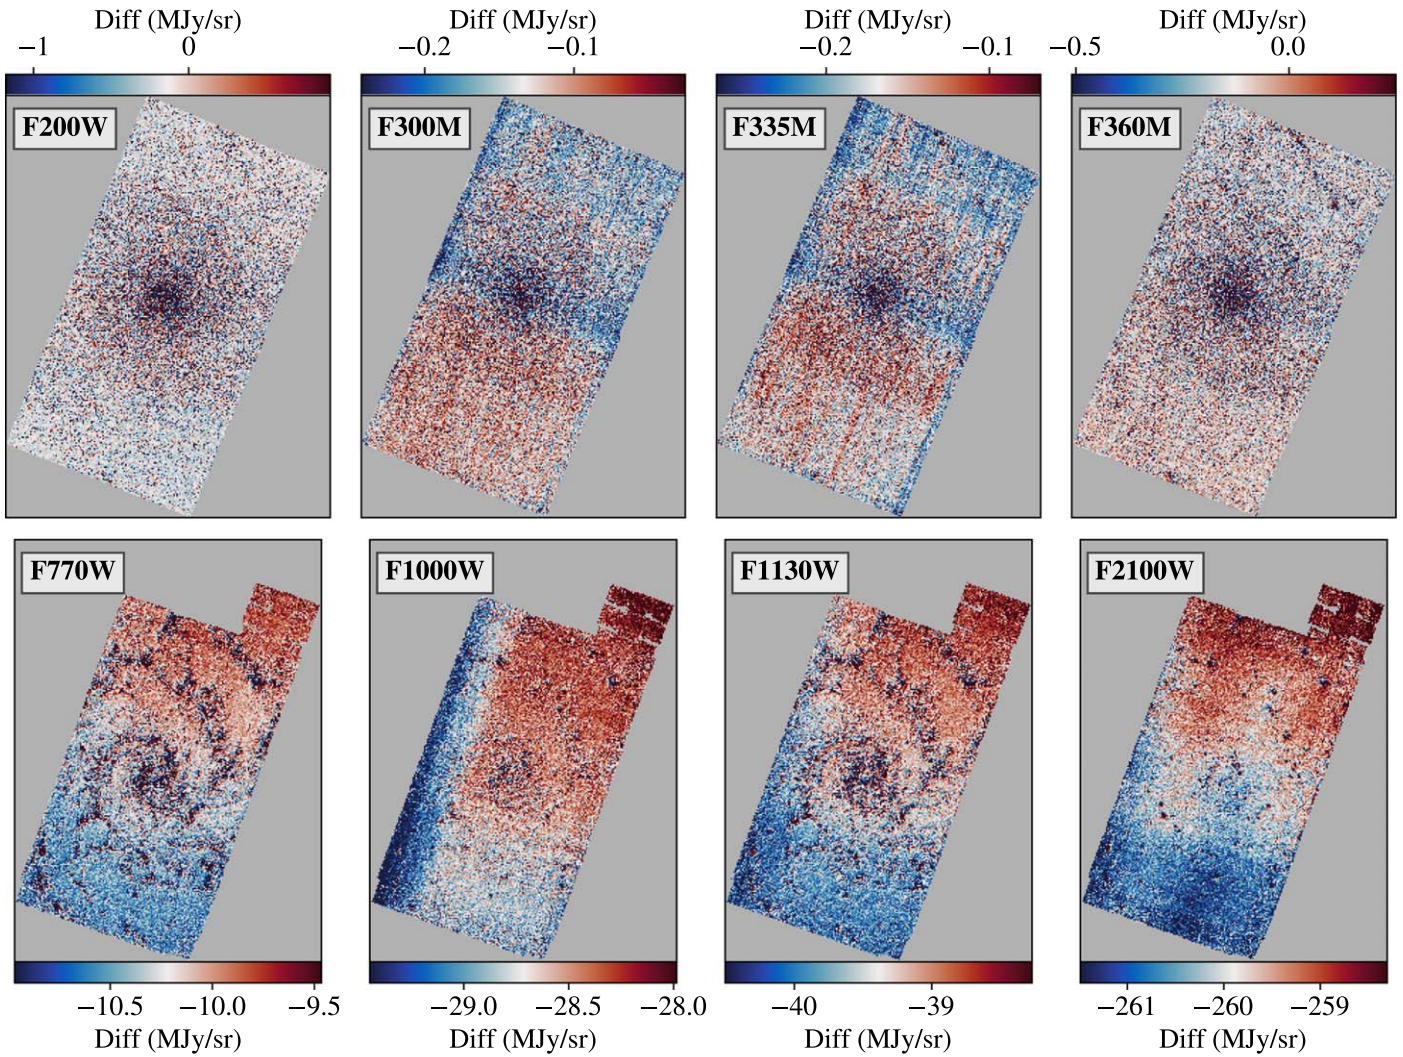 Diff (MJy/sr) Diff (MJy/sr) Diff (MJy/sr) Diff (MJy/sr)
−1 0 −0.2 −0.1 −0.2 −0.1 −0.5 0.0
F200W F300M F335M F360M
F770W F1000W F1130W F2100W
−10.5 −10.0 −9.5 −29.0 −28.5 −28.0 −40 −39 −261 −260 −259
Diff (MJy/sr) Diff (MJy/sr) Diff (MJy/sr) Diff (MJy/sr)